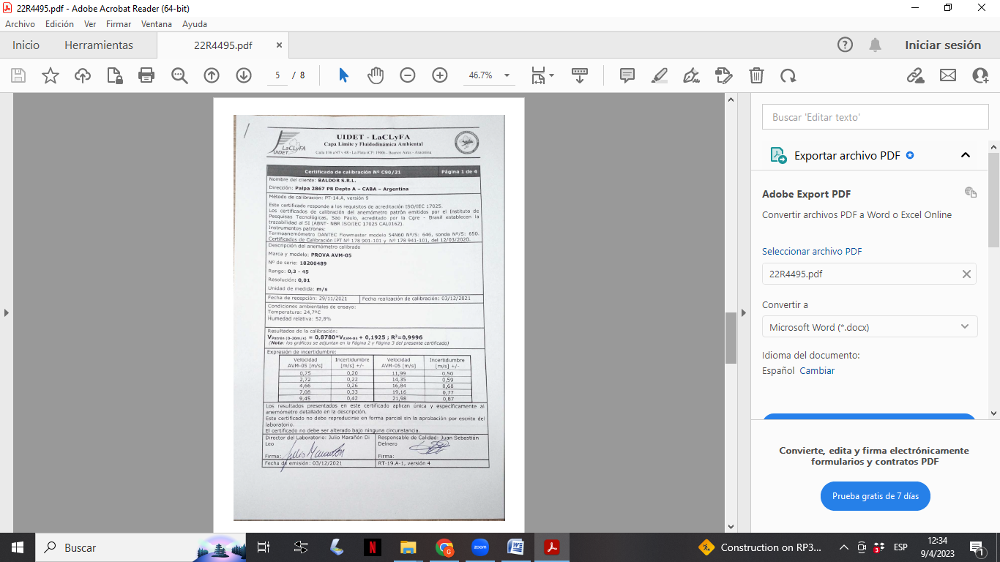 22R4495.pdf - Adobe Acrobat Reader (64-bit)
Archivo Edición Ver Firmar Ventana Ayuda
Inicio Herramientas 22R4495.pdf Iniciar sesión
5 / 8 46.7%
UIDET - LaCLyFA
Capa Límite y Fluidodinámica Ambiental
Calle 116 e/47 y 48 - La Plata (CP: 1900) - Buenos Aires - Argentina
LaCLyFA
UIDET
Certificado de calibración Nº C90/21 Página 1 de 4
Nombre del cliente: BALDOR S.R.L.
Dirección: Palpa 2867 PB Depto A – CABA – Argentina
Método de calibración: PT-14.A, versión 9
Este certificado responde a los requisitos de acreditación ISO/IEC 17025.
Los certificados de calibración del anemómetro patrón emitidos por el Instituto de
Pesquisas Tecnológicas, Sao Paulo, acreditado por la Cgre - Brasil establecen la
trazabilidad al SI (ABNT- NBR ISO/IEC 17025 CAL0162).
Instrumentos patrones:
Termoanemómetro DANTEC Flowmaster modelo 54N60 Nº/S: 646, sonda Nº/S: 650.
Certificados de Calibración IPT Nº 178 901-101 y Nº 178 941-101, del 12/03/2020.
Descripción del anemómetro calibrado
Marca y modelo: PROVA AVM-05
Nº de serie: 18200489
Rango: 0,3 - 45
Resolución: 0,01
Unidad de medida: m/s
Fecha de recepción: 29/11/2021 Fecha realización de calibración: 03/12/2021
Condiciones ambientales de ensayo:
Temperatura: 24,7ºC
Humedad relativa: 52,8%
Resultados de la calibración:
VPatrón (0-20m/s) = 0,8780*VAVM-05 + 0,1925 ; R²=0,9996
(Nota: los gráficos se adjuntan en la Página 2 y Página 3 del presente certificado)
Expresión de incertidumbre:
Velocidad Incertidumbre Velocidad Incertidumbre
AVM-05 [m/s] [m/s] +/- AVM-05 [m/s] [m/s] +/-
0,75 0,20 11,99 0,50
2,72 0,22 14,35 0,59
4,66 0,26 16,84 0,68
7,08 0,33 19,16 0,77
9,45 0,42 21,98 0,87
Los resultados presentados en este certificado aplican única y específicamente al
anemómetro detallado en la descripción.
Este certificado no debe reproducirse en forma parcial sin la aprobación por escrito del
laboratorio.
El certificado no debe ser alterado bajo ninguna circunstancia.
Director del Laboratorio: Julio Marañón Di Leo
Firma:
Responsable de Calidad: Juan Sebastián Delnero
Firma:
Fecha de emisión: 03/12/2021 RT-19.A-1, versión 4
Buscar 'Editar texto'
Exportar archivo PDF
Adobe Export PDF
Convertir archivos PDF a Word o Excel Online
Seleccionar archivo PDF
22R4495.pdf
Convertir a
Microsoft Word (*.docx)
Idioma del documento:
Español Cambiar
Convierte, edita y firma electrónicamente
formularios y contratos PDF
Prueba gratis de 7 días
Buscar
N
G
zoom
W
Construction on RP3...
3
ESP
12:34
9/4/2023
1